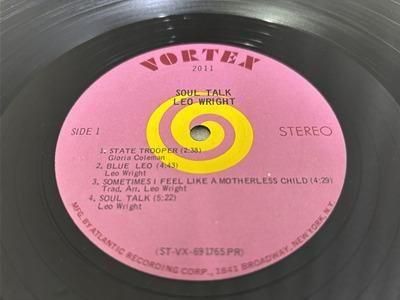 VORTEX
2011
SOUL TALK
LEO WRIGHT
SIDE 1
STEREO
1. STATE TROOPER (2:38)
Gloria Coleman
2. BLUE LEO (4:43)
Leo Wright
3. SOMETIMES I FEEL LIKE A MOTHERLESS CHILD (4:29)
Trad. Arr. Leo Wright
4. SOUL TALK (5:22)
Leo Wright
(ST-VX-691765PR)
MFG. BY ATLANTIC RECORDING CORP., 1841 BROADWAY, NEW YORK, N.Y.